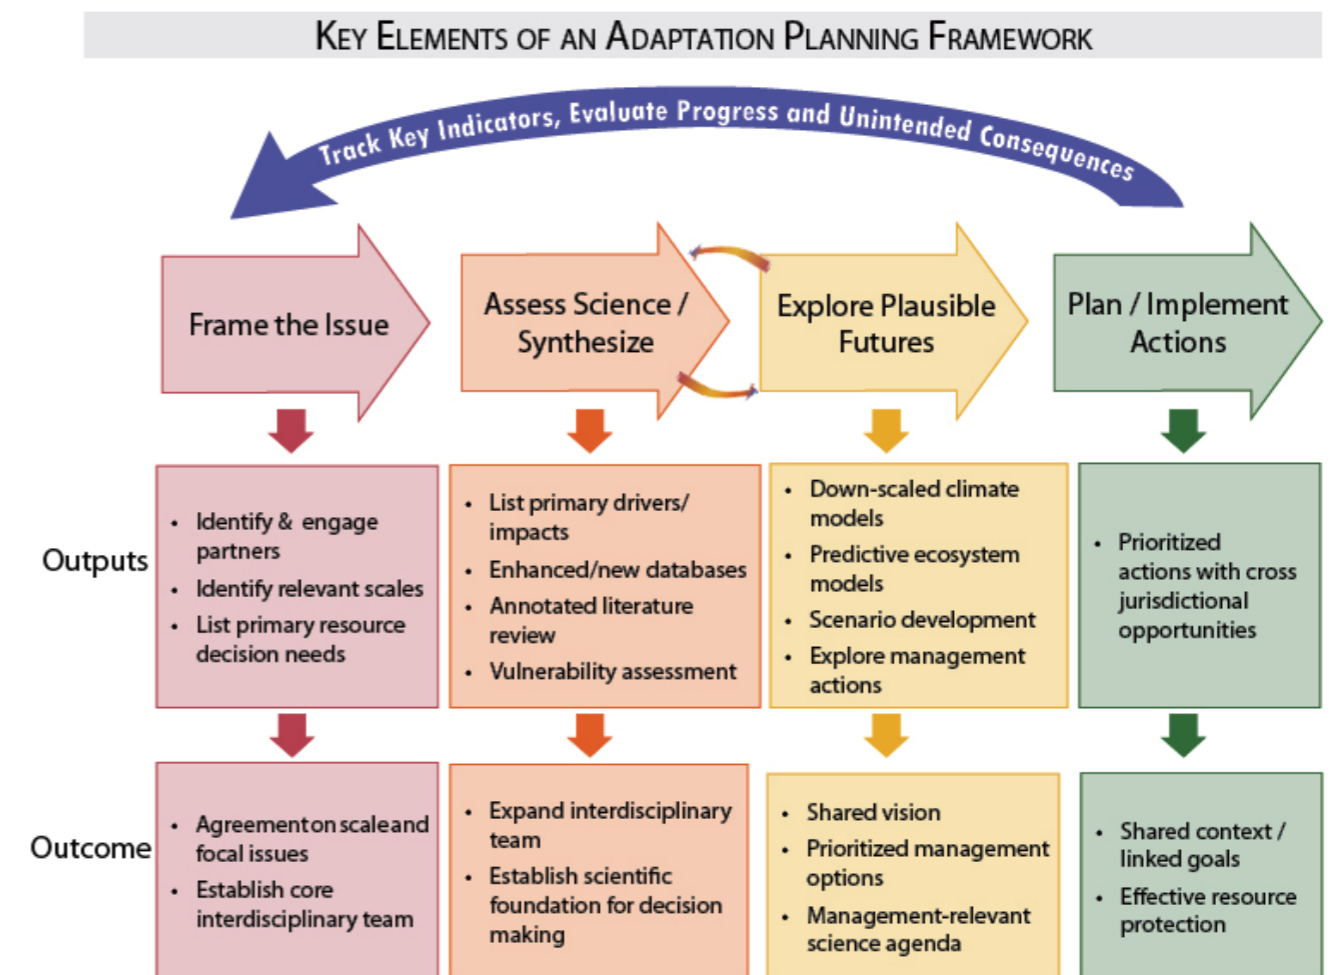 KEY ELEMENTS OF AN ADAPTATION PLANNING FRAMEWORK
Track Key Indicators, Evaluate Progress and Unintended Consequences
Frame the Issue
Assess Science /
Synthesize
Explore Plausible
Futures
Plan / Implement
Actions
Outputs
• Identify & engage
partners
• Identify relevant scales
• List primary resource
decision needs
• List primary drivers/
impacts
• Enhanced/new databases
• Annotated literature
review
• Vulnerability assessment
• Down-scaled climate
models
• Predictive ecosystem
models
• Scenario development
• Explore management
actions
• Prioritized
actions with cross
jurisdictional
opportunities
Outcome
• Agreement on scale and
focal issues
• Establish core
interdisciplinary team
• Expand interdisciplinary
team
• Establish scientific
foundation for decision
making
• Shared vision
• Prioritized management
options
• Management-relevant
science agenda
• Shared context /
linked goals
• Effective resource
protection